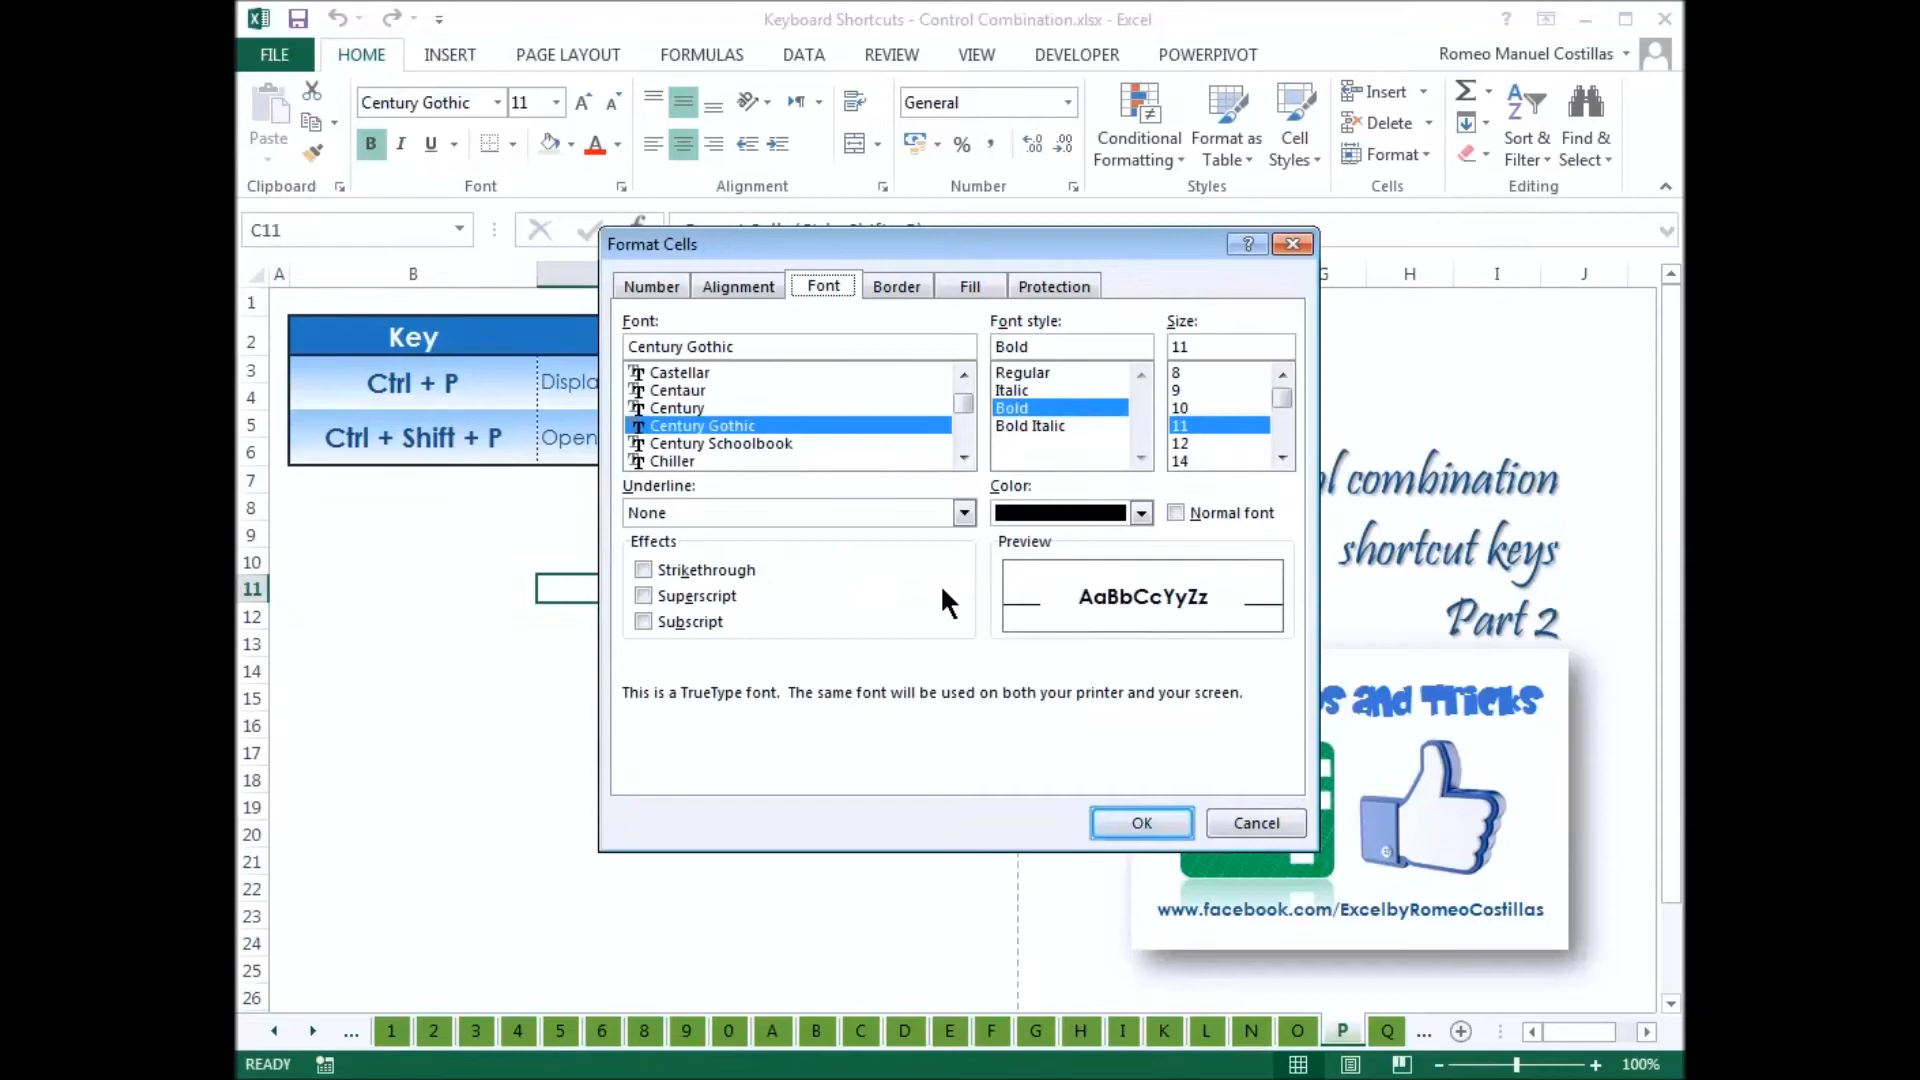 Keyboard Shortcuts - Control Combination.xlsx - Excel
FILE HOME INSERT PAGE LAYOUT FORMULAS DATA REVIEW VIEW DEVELOPER POWERPIVOT Romeo Manuel Costillas
Paste
Century Gothic 11
B I U A
General
% ,
Conditional Formatting
Format as Table
Cell Styles
Insert
Delete
Format
Sort & Filter
Find & Select
Clipboard Font Alignment Number Styles Cells Editing
C11
Format Cells
A B G H I J
Number Alignment Font Border Fill Protection
Font: Font style: Size:
Century Gothic Bold 11
Castellar Regular 8
Centaur Italic 9
Century Bold 10
Century Gothic Bold Italic 11
Century Schoolbook 12
Chiller 14
Underline: Color:
None Normal font
Effects Preview
Strikethrough
Superscript
Subscript
AaBbCcYyZz
This is a TrueType font. The same font will be used on both your printer and your screen.
OK Cancel
1
2
3
4
5
6
7
8
9
10
11
12
13
14
15
16
17
18
19
20
21
22
23
24
25
26
Key
Ctrl + P Displa
Ctrl + Shift + P Open
combination
shortcut keys
Part 2
and Tricks
www.facebook.com/ExcelbyRomeoCostillas
... 1 2 3 4 5 6 8 9 0 A B C D E F G H I K L N O P Q ...
READY 100%